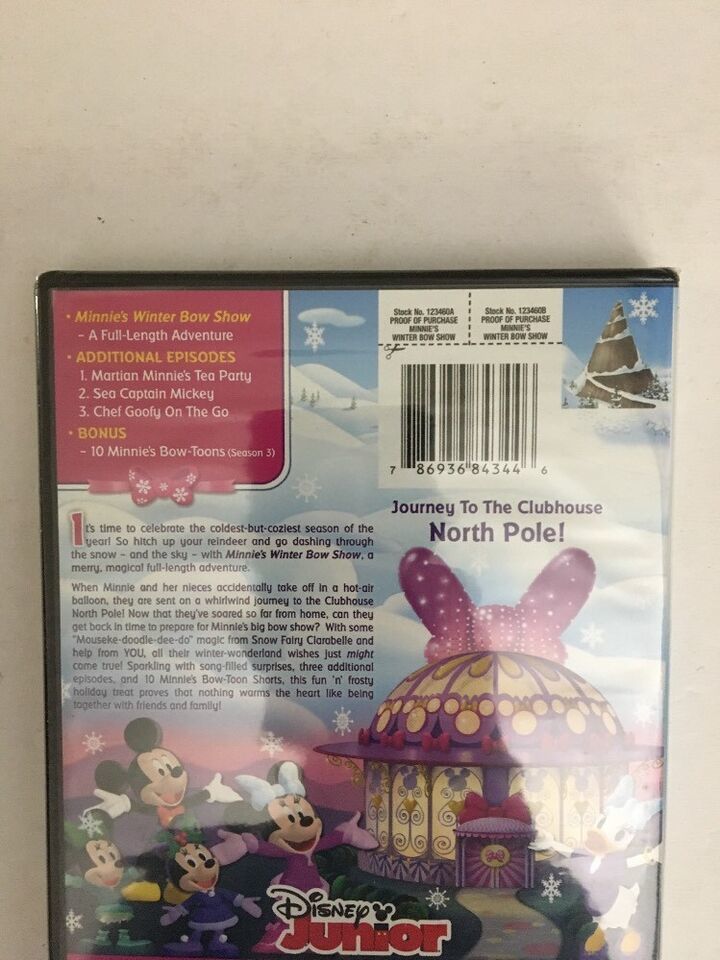 • Minnie's Winter Bow Show
– A Full-Length Adventure
• ADDITIONAL EPISODES
1. Martian Minnie's Tea Party
2. Sea Captain Mickey
3. Chef Goofy On The Go
• BONUS
– 10 Minnie's Bow-Toons (Season 3)
Stock No. 123460A
PROOF OF PURCHASE
MINNIE'S
WINTER BOW SHOW
Stock No. 123460B
PROOF OF PURCHASE
MINNIE'S
WINTER BOW SHOW
7 86936 84344 6
It's time to celebrate the coldest-but-coziest season of the
year! So hitch up your reindeer and go dashing through
the snow – and the sky – with Minnie's Winter Bow Show, a
merry, magical full-length adventure.
When Minnie and her nieces accidentally take off in a hot-air
balloon, they are sent on a whirlwind journey to the Clubhouse
North Pole! Now that they've soared so far from home, can they
get back in time to prepare for Minnie's big bow show? With some
"Mouseke-doodle-dee-do" magic from Snow Fairy Clarabelle and
help from YOU, all their winter-wonderland wishes just might
come true! Sparkling with song-filled surprises, three additional
episodes, and 10 Minnie's Bow-Toon Shorts, this fun 'n' frosty
holiday treat proves that nothing warms the heart like being
together with friends and family!
Journey To The Clubhouse
North Pole!
Disney
Junior